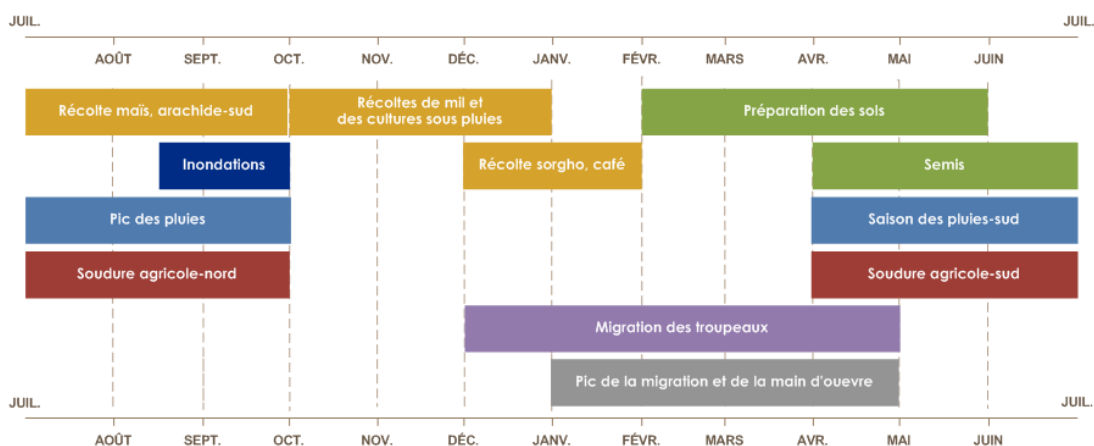 JUIL.
JUIL.
AOÛT
SEPT.
OCT.
NOV.
DÉC.
JANV.
FÉVR.
MARS
AVR.
MAI
JUIN
Récolte maïs, arachide-sud
Récoltes de mil et
des cultures sous pluies
Préparation des sols
Inondations
Récolte sorgho, café
Semis
Pic des pluies
Saison des pluies-sud
Soudure agricole-nord
Soudure agricole-sud
Migration des troupeaux
Pic de la migration et de la main d'ouevre
JUIL.
JUIL.
AOÛT
SEPT.
OCT.
NOV.
DÉC.
JANV.
FÉVR.
MARS
AVR.
MAI
JUIN